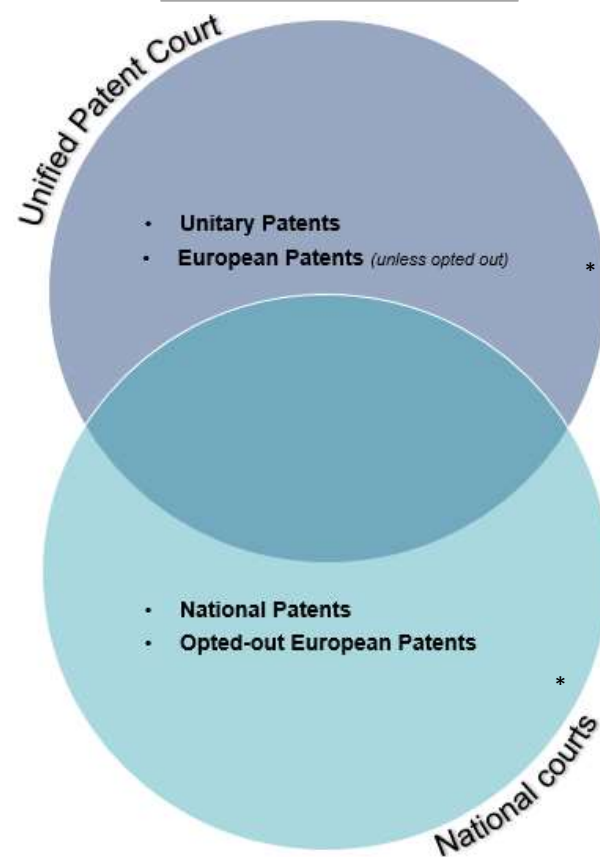 Unified Patent Court
• Unitary Patents
• European Patents (unless opted out)
*
• National Patents
• Opted-out European Patents
*
National courts